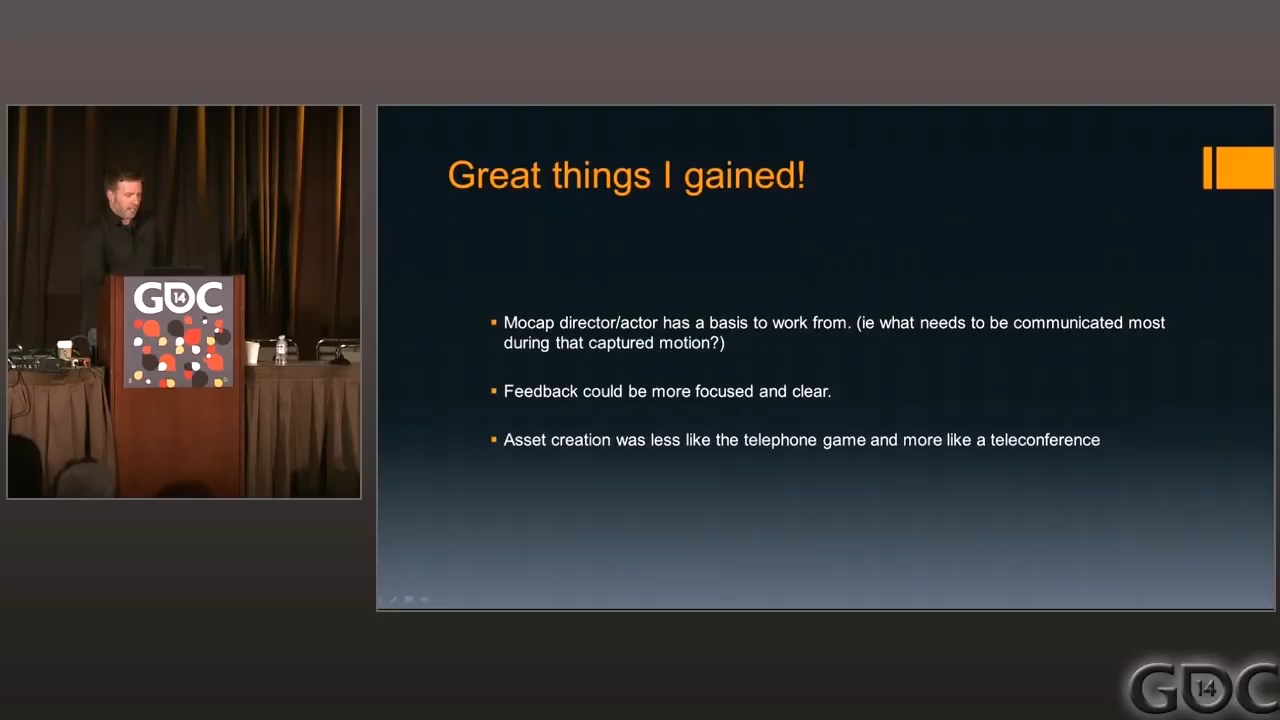 Great things I gained!
▪ Mocap director/actor has a basis to work from. (ie what needs to be communicated most
during that captured motion?)
▪ Feedback could be more focused and clear.
▪ Asset creation was less like the telephone game and more like a teleconference
GDC
14
GDC
14